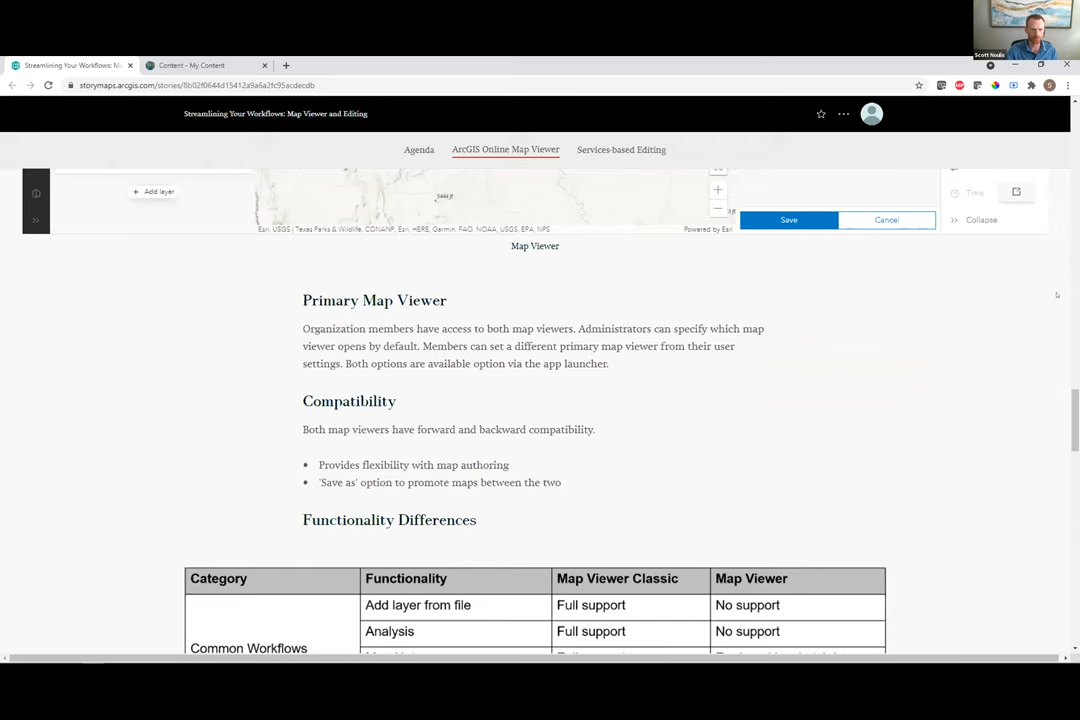 Scott Noulis
Streamlining Your Workflows: M
Content - My Content
storymaps.arcgis.com/stories/8b02f0644d15412a9a6a2fc95acdecdb
Streamlining Your Workflows: Map Viewer and Editing
Agenda
ArcGIS Online Map Viewer
Services-based Editing
Add layer
Time
Save
Cancel
Collapse
Esri, USGS | Texas Parks & Wildlife, CONANP, Esri, HERE, Garmin, FAO, NOAA, USGS, EPA, NPS
Powered by Esri
Map Viewer
Primary Map Viewer
Organization members have access to both map viewers. Administrators can specify which map
viewer opens by default. Members can set a different primary map viewer from their user
settings. Both options are available option via the app launcher.
Compatibility
Both map viewers have forward and backward compatibility.
• Provides flexibility with map authoring
• 'Save as' option to promote maps between the two
Functionality Differences
Category Functionality Map Viewer Classic Map Viewer
Add layer from file Full support No support
Analysis Full support No support
Common Workflows